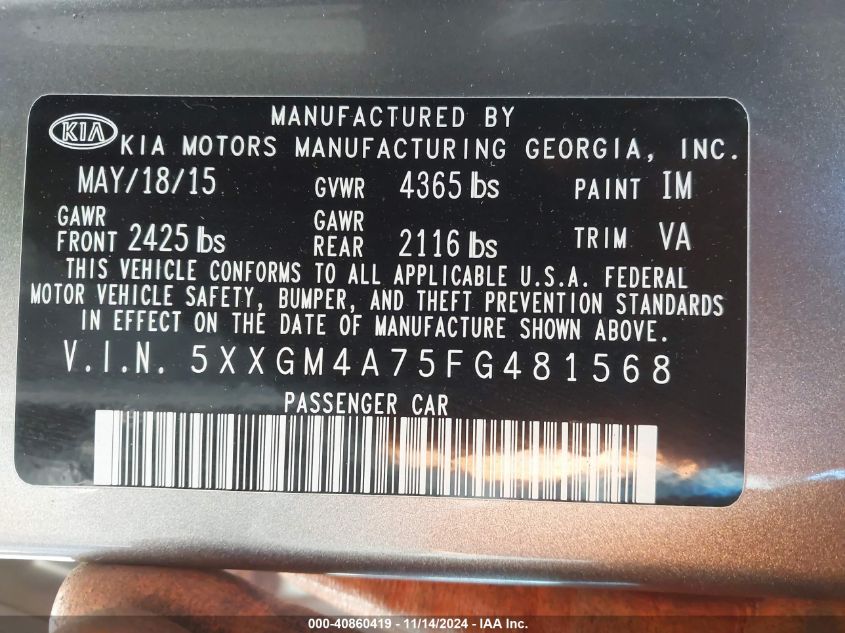 KIA
MANUFACTURED BY
KIA MOTORS MANUFACTURING GEORGIA, INC.
MAY/18/15 GVWR 4365 lbs PAINT IM
GAWR FRONT 2425 lbs GAWR REAR 2116 lbs TRIM VA
THIS VEHICLE CONFORMS TO ALL APPLICABLE U.S.A. FEDERAL
MOTOR VEHICLE SAFETY, BUMPER, AND THEFT PREVENTION STANDARDS
IN EFFECT ON THE DATE OF MANUFACTURE SHOWN ABOVE.
V.I.N. 5XXGM4A75FG481568
PASSENGER CAR
000-40860419 - 11/14/2024 - IAA Inc.